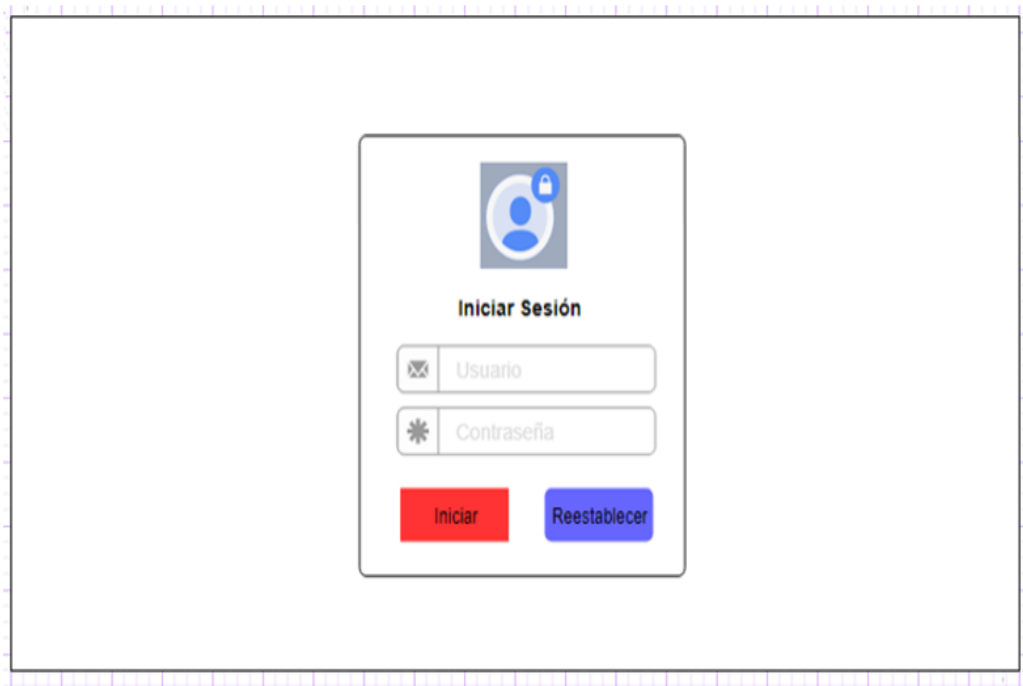 Iniciar Sesión
Usuario
Contraseña
Iniciar
Reestablecer